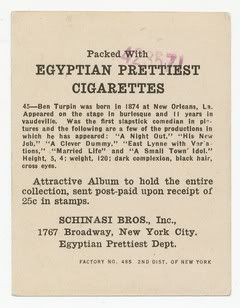 Packed With
EGYPTIAN PRETTIEST
CIGARETTES
45—Ben Turpin was born in 1874 at New Orleans, La.
Appeared on the stage in burlesque and 11 years in
vaudeville. Was the first slapstick comedian in pic-
tures and the following are a few of the productions in
which he has appeared: "A Night Out," "His New
Job," "A Clever Dummy," "East Lynne with Varia-
tions," "Married Life" and "A Small Town Idol."
Height, 5, 4; weight, 120; dark complexion, black hair,
cross eyes.
Attractive Album to hold the entire
collection, sent post-paid upon receipt of
25c in stamps.
SCHINASI BROS., Inc.,
1767 Broadway, New York City.
Egyptian Prettiest Dept.
FACTORY NO. 485 2ND DIST. OF NEW YORK